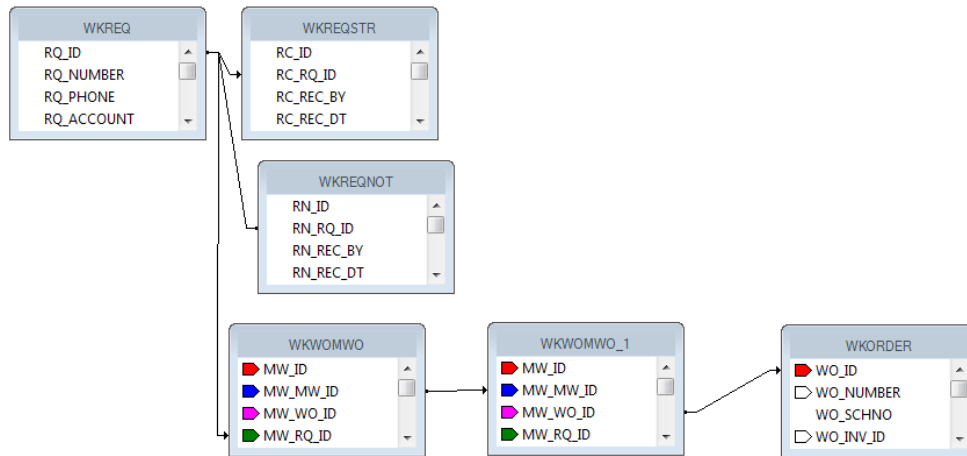 WKREQ
RQ_ID
RQ_NUMBER
RQ_PHONE
RQ_ACCOUNT
WKREQSTR
RC_ID
RC_RQ_ID
RC_REC_BY
RC_REC_DT
WKREQNOT
RN_ID
RN_RQ_ID
RN_REC_BY
RN_REC_DT
WKWOMWO
MW_ID
MW_MW_ID
MW_WO_ID
MW_RQ_ID
WKWOMWO_1
MW_ID
MW_MW_ID
MW_WO_ID
MW_RQ_ID
WKORDER
WO_ID
WO_NUMBER
WO_SCHNO
WO_INV_ID